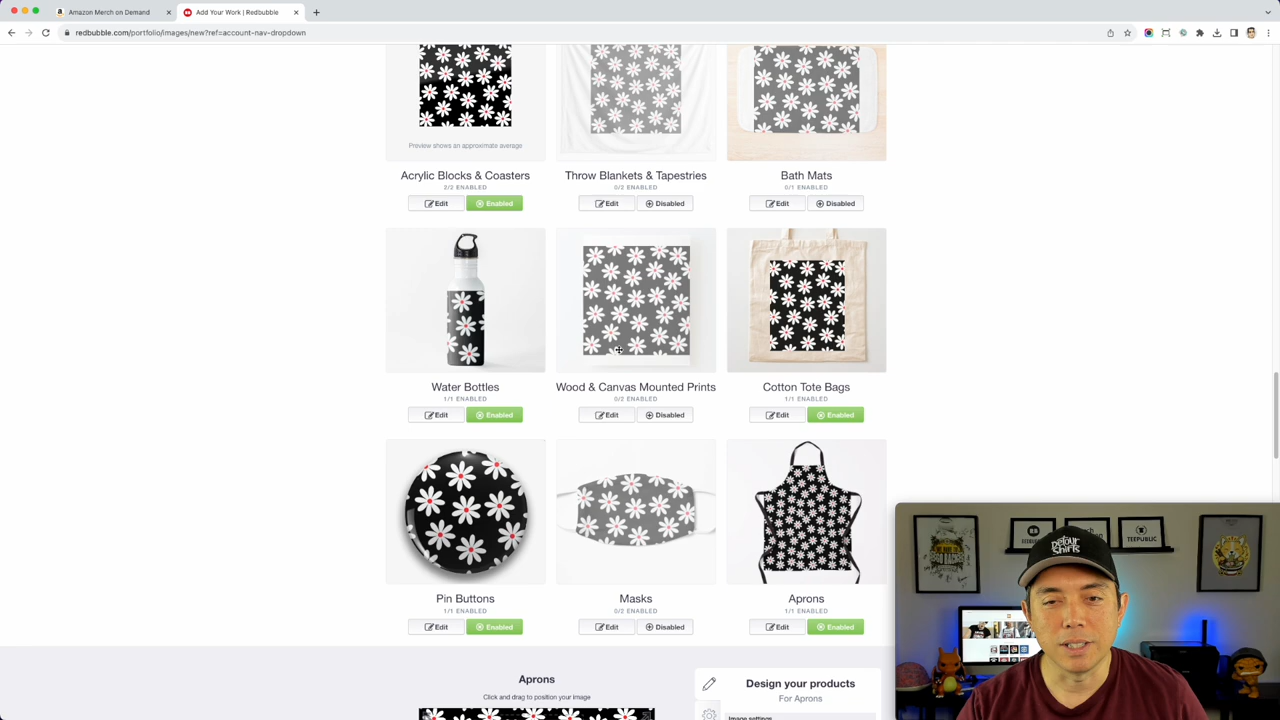 Amazon Merch on Demand
Add Your Work | Redbubble
redbubble.com/portfolio/images/new?ref=account-nav-dropdown
Preview shows an approximate average
Acrylic Blocks & Coasters
2/2 ENABLED
Edit
Enabled
Throw Blankets & Tapestries
0/2 ENABLED
Edit
Disabled
Bath Mats
0/1 ENABLED
Edit
Disabled
Water Bottles
1/1 ENABLED
Edit
Enabled
Wood & Canvas Mounted Prints
0/2 ENABLED
Edit
Disabled
Cotton Tote Bags
1/1 ENABLED
Edit
Enabled
Pin Buttons
1/1 ENABLED
Edit
Enabled
Masks
0/2 ENABLED
Edit
Disabled
Aprons
1/1 ENABLED
Edit
Enabled
Aprons
Click and drag to position your image
Design your products
For Aprons
Image settings
TEEPUBLIC
DETOUR
SHIRTS